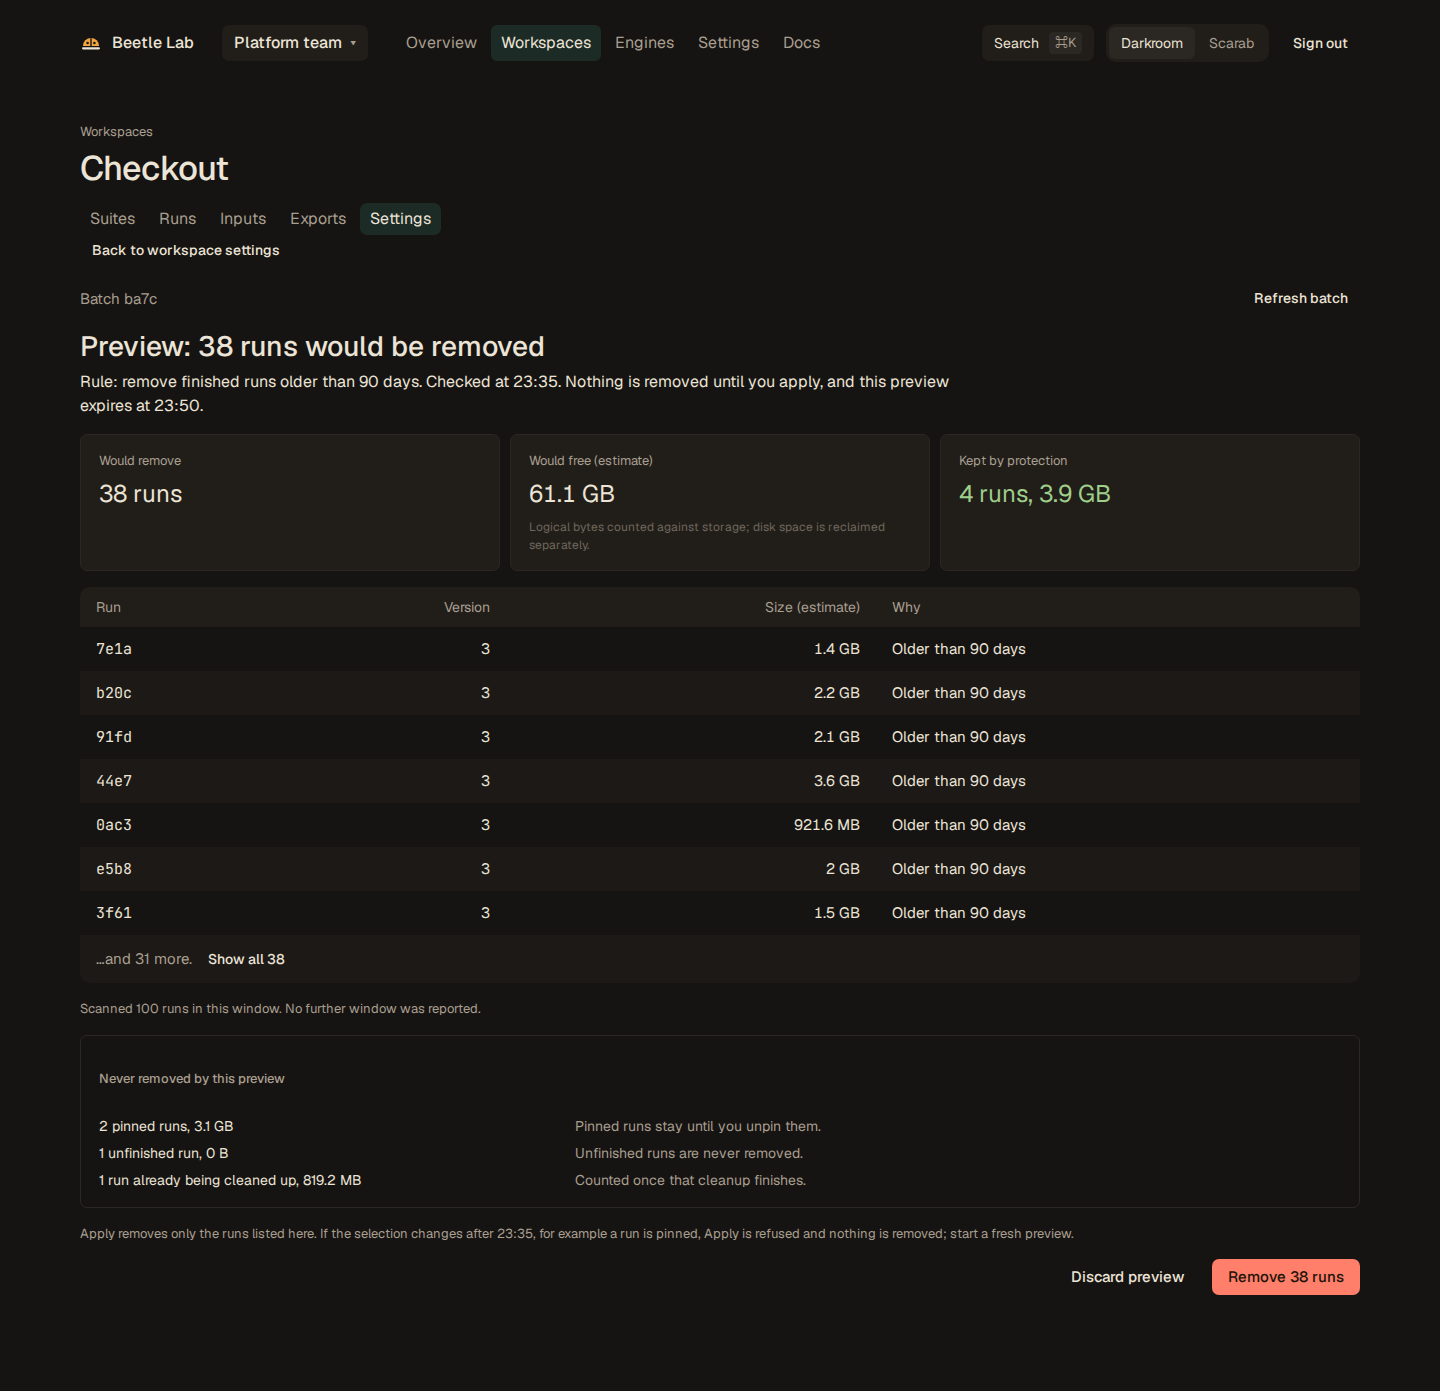 Beetle Lab
Platform team ▾
Overview Workspaces Engines Settings Docs
Search ⌘K
Darkroom Scarab
Sign out
Workspaces
Checkout
Suites Runs Inputs Exports Settings
Back to workspace settings
Batch ba7c
Refresh batch
Preview: 38 runs would be removed
Rule: remove finished runs older than 90 days. Checked at 23:35. Nothing is removed until you apply, and this preview
expires at 23:50.
Would remove
38 runs
Would free (estimate)
61.1 GB
Logical bytes counted against storage; disk space is reclaimed
separately.
Kept by protection
4 runs, 3.9 GB
Run Version Size (estimate) Why
7e1a 3 1.4 GB Older than 90 days
b20c 3 2.2 GB Older than 90 days
91fd 3 2.1 GB Older than 90 days
44e7 3 3.6 GB Older than 90 days
0ac3 3 921.6 MB Older than 90 days
e5b8 3 2 GB Older than 90 days
3f61 3 1.5 GB Older than 90 days
…and 31 more. Show all 38
Scanned 100 runs in this window. No further window was reported.
Never removed by this preview
2 pinned runs, 3.1 GB Pinned runs stay until you unpin them.
1 unfinished run, 0 B Unfinished runs are never removed.
1 run already being cleaned up, 819.2 MB Counted once that cleanup finishes.
Apply removes only the runs listed here. If the selection changes after 23:35, for example a run is pinned, Apply is refused and nothing is removed; start a fresh preview.
Discard preview Remove 38 runs